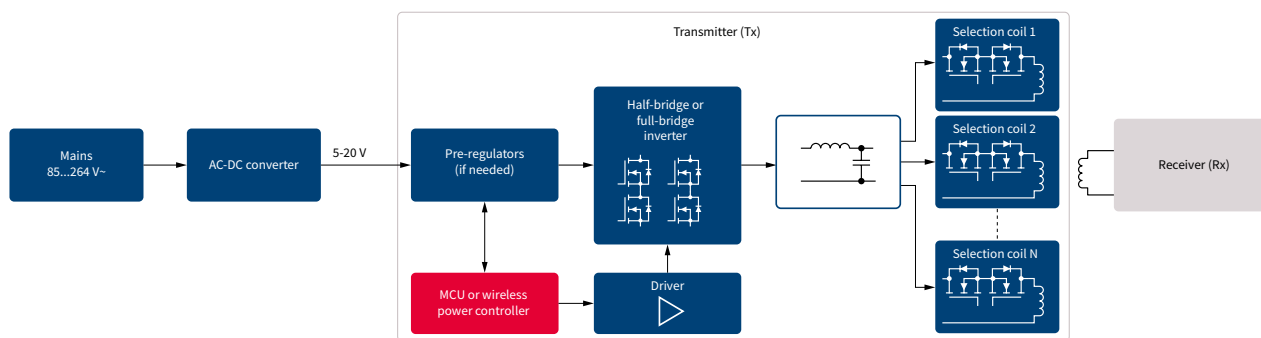 Transmitter (Tx)
Mains
85...264 V~
AC-DC converter
5-20 V
Pre-regulators
(if needed)
Half-bridge or
full-bridge
inverter
MCU or wireless
power controller
Driver
Selection coil 1
Selection coil 2
Selection coil N
Receiver (Rx)